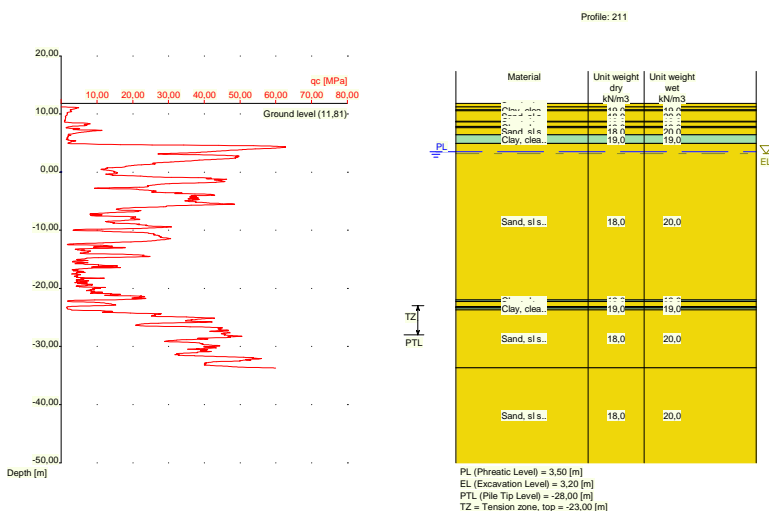 Profile: 211
20,00
10,00
0,00
-10,00
-20,00
-30,00
-40,00
-50,00
Depth [m]
qc [MPa]
10,00 20,00 30,00 40,00 50,00 60,00 70,00 80,00
Ground level (11,81)
TZ
PTL
Material
Unit weight dry kN/m3
Unit weight wet kN/m3
Sand, sl s.. 18,0 20,0
Clay, clea.. 19,0 19,0
PL
EL
Sand, sl s.. 18,0 20,0
Clay, clea.. 19,0 19,0
Sand, sl s.. 18,0 20,0
Sand, sl s.. 18,0 20,0
PL (Phreatic Level) = 3,50 [m]
EL (Excavation Level) = 3,20 [m]
PTL (Pile Tip Level) = -28,00 [m]
TZ = Tension zone, top = -23,00 [m]